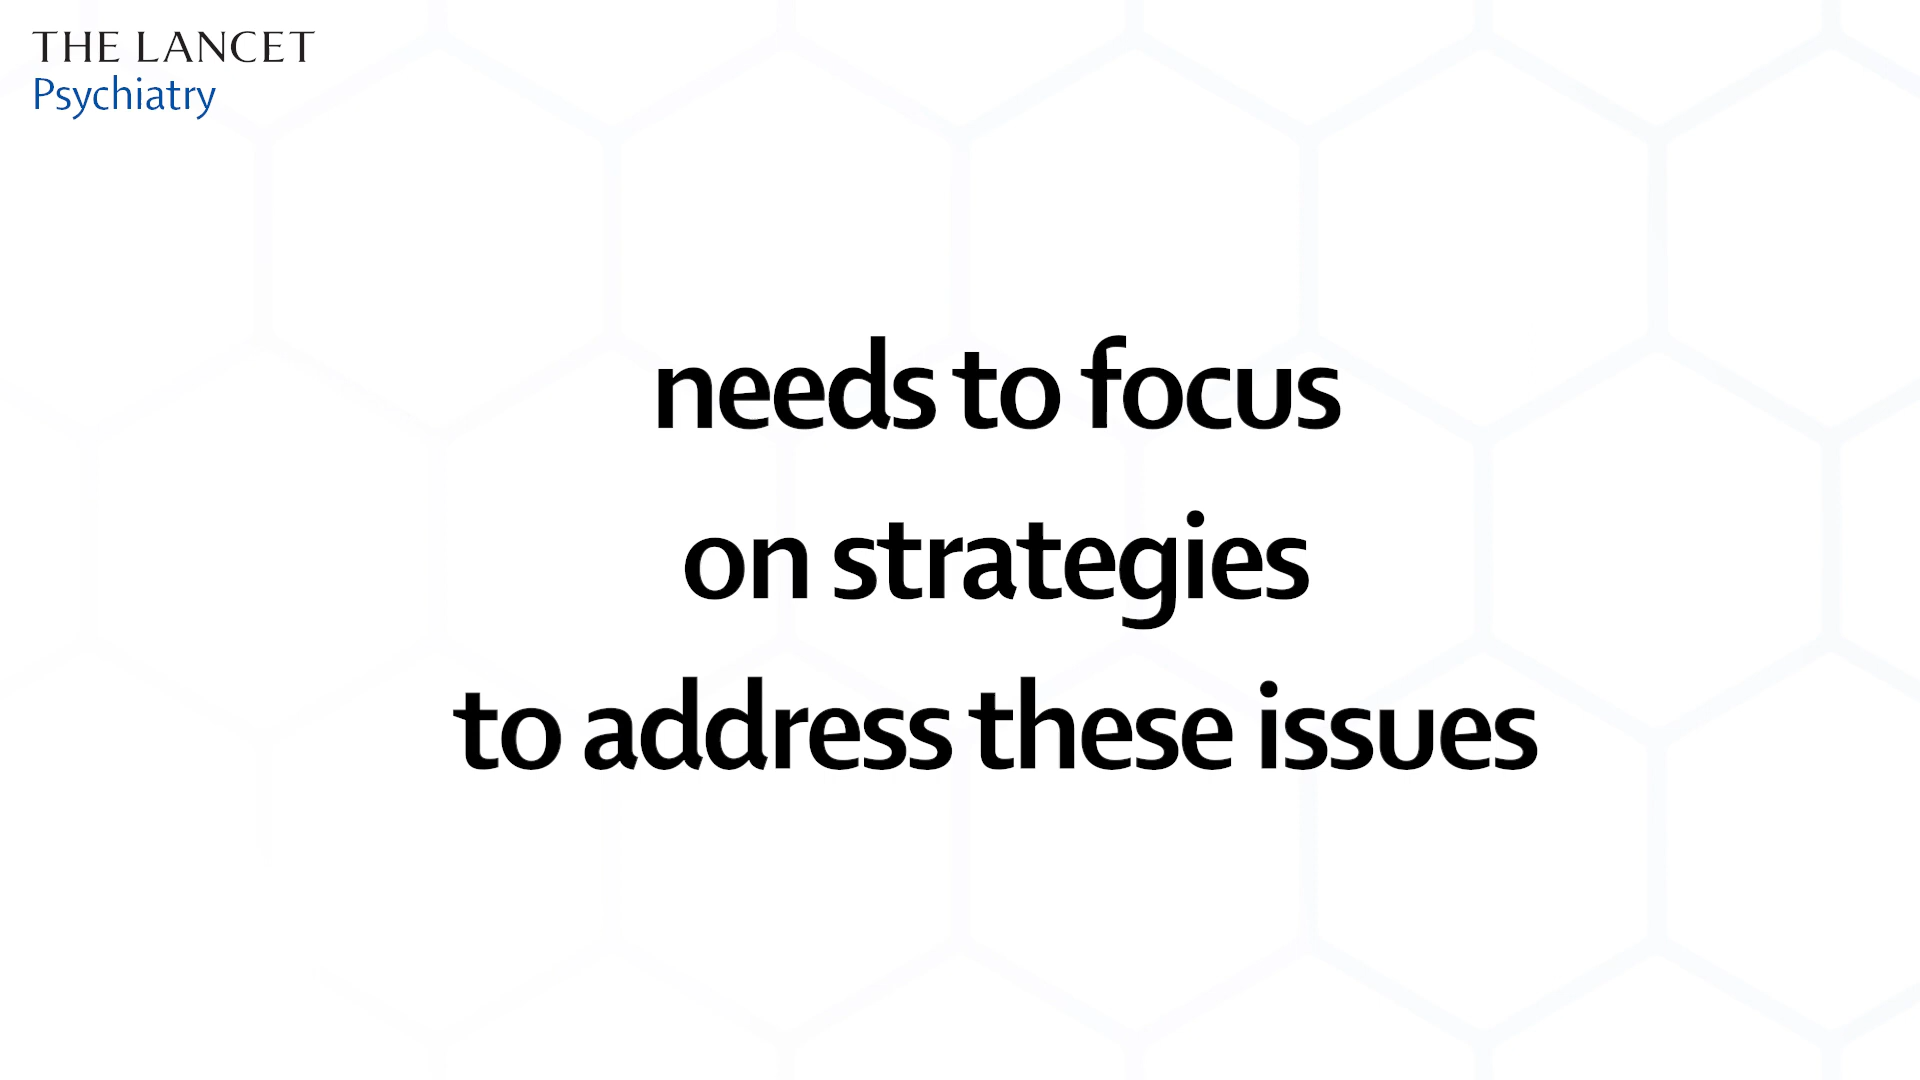 THE LANCET
Psychiatry
needs to focus
on strategies
to address these issues